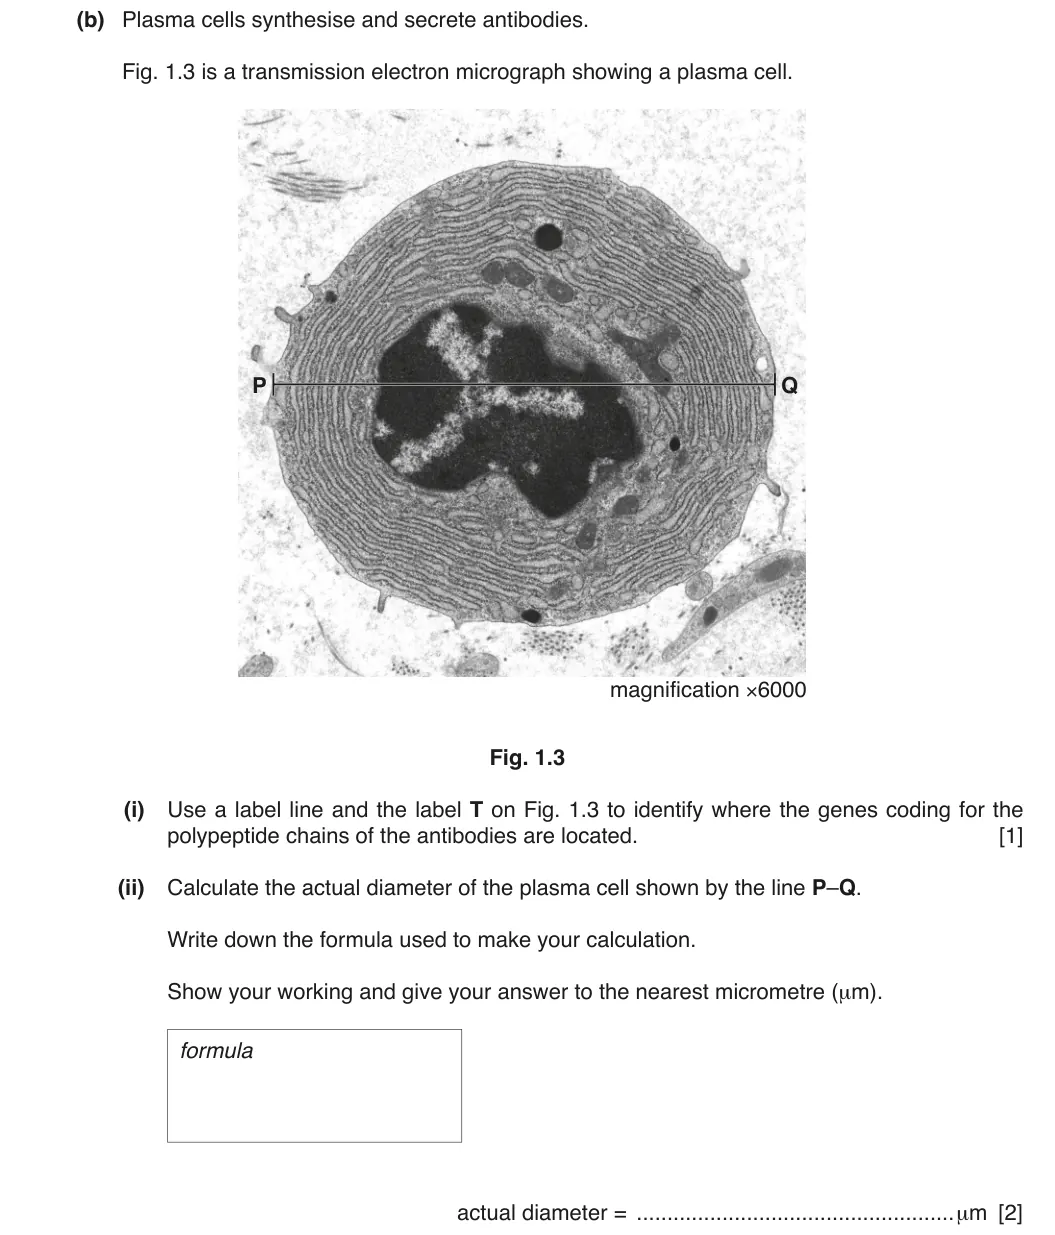 (b) Plasma cells synthesise and secrete antibodies.
Fig. 1.3 is a transmission electron micrograph showing a plasma cell.
P
Q
magnification ×6000
Fig. 1.3
(i) Use a label line and the label T on Fig. 1.3 to identify where the genes coding for the
polypeptide chains of the antibodies are located. [1]
(ii) Calculate the actual diameter of the plasma cell shown by the line P–Q.
Write down the formula used to make your calculation.
Show your working and give your answer to the nearest micrometre (μm).
formula
actual diameter = .................................................... μm [2]